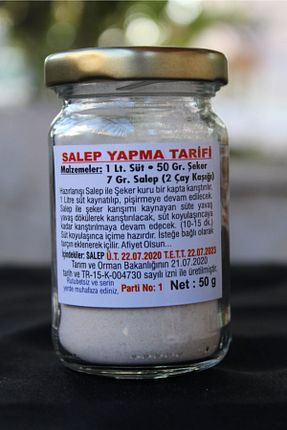 SALEP YAPMA TARİFİ
Malzemeler: 1 Lt. Süt • 50 Gr. Şeker
7 Gr. Salep (2 Çay Kaşığı)
Hazırlanışı Salep ile Şeker kuru bir kapta karıştırılır.
1 Litre süt kaynatılıp, pişirmeye devam edilecek.
Salep ile şeker karışımı kaynayan süte yavaş
yavaş dökülerek karıştırılacak, süt koyulaşıncaya
kadar karıştırılmaya devam edecek. (10-15 dk.)
Süt koyulaşınca içime hazırdır. İsteğe bağlı olarak
tarçın eklenerek içilir. Afiyet Olsun...
İçindekiler: SALEP Ü.T. 22.07.2020 T.E.T.T. 22.07.2023
Tarım ve Orman Bakanlığının 21.07.2020
tarih ve TR-15-K-004730 sayılı izni ile üretilmiştir.
Rutubetsiz ve serin
yerde muhafaza ediniz. Parti No: 1 Net : 50 g